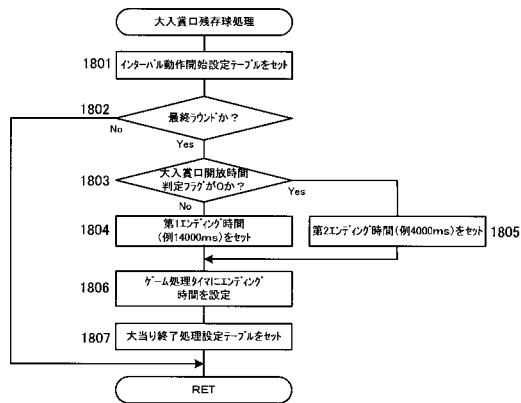 大入賞口残存球処理
1801
インターバル動作開始設定テーブルをセット
1802
最終ラウンドか？
No
Yes
1803
大入賞口開放時間
判定フラグが0か？
Yes
No
1804
第1エンディング時間
(例14000ms)をセット
第2エンディング時間(例4000ms)をセット
1805
1806
ゲーム処理タイマにエンディング
時間を設定
1807
大当り終了処理設定テーブルをセット
RET